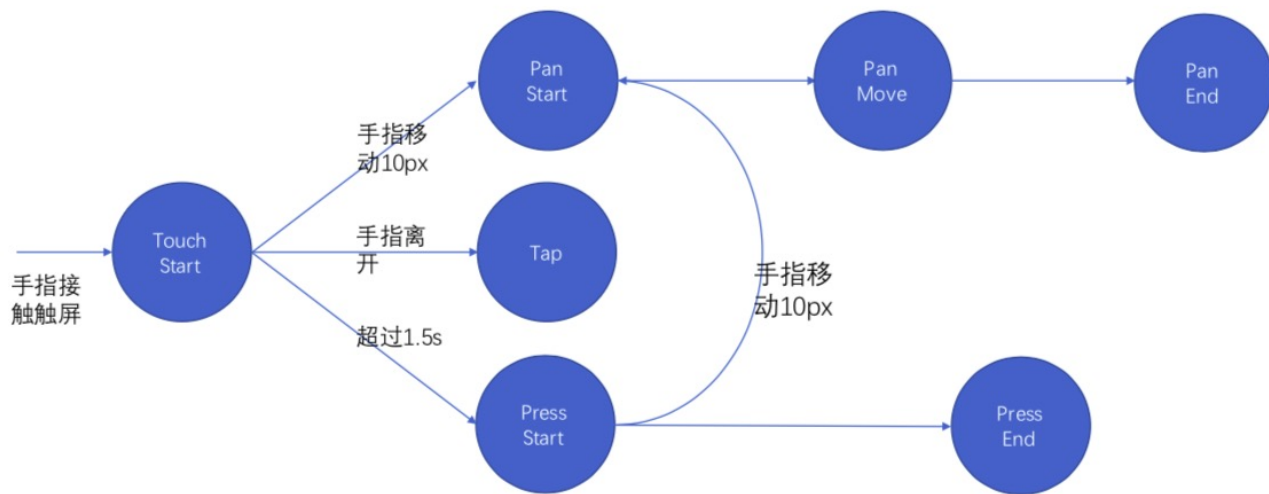 Pan
Start
Pan
Move
Pan
End
手指移
动10px
Touch
Start
手指离
开
Tap
手指接
触触屏
手指移
动10px
超过1.5s
Press
Start
Press
End